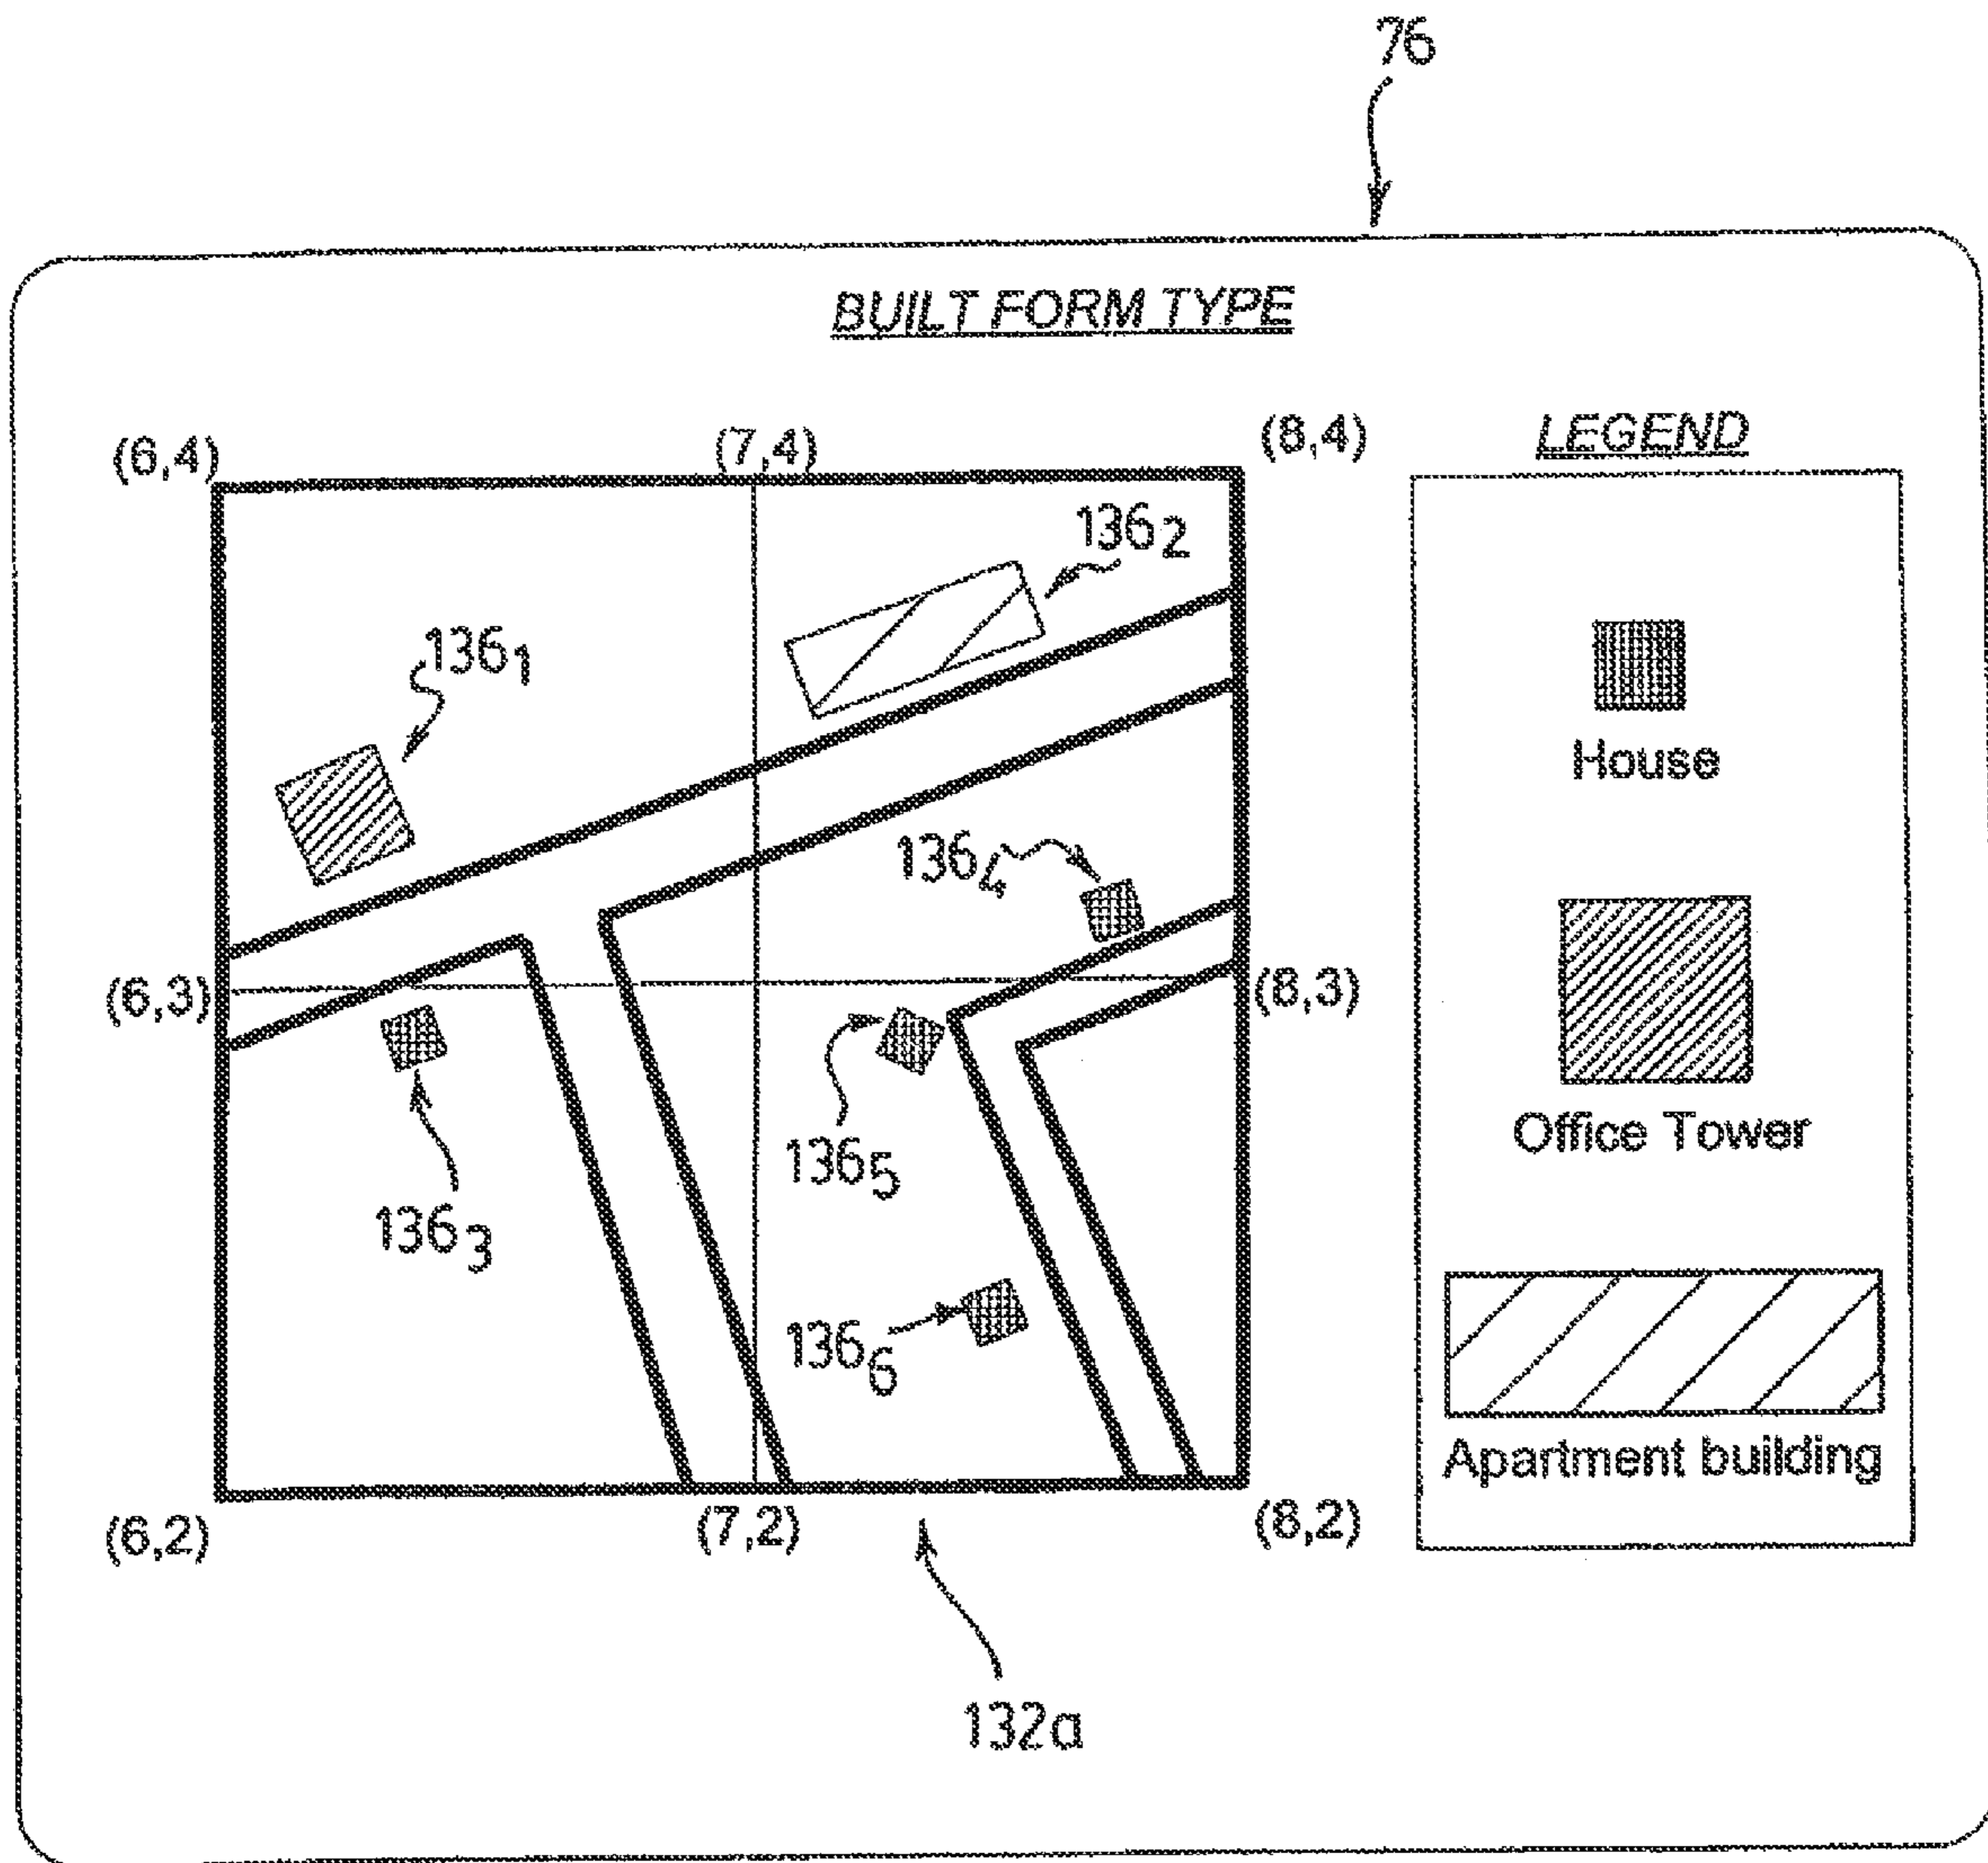 76
BUILT FORM TYPE
(6,4)
(7,4)
(8,4)
LEGEND
136₂
136₁
House
136₄
(6,3)
(8,3)
Office Tower
136₅
136₃
136₆
Apartment building
(6,2)
(7,2)
(8,2)
132a